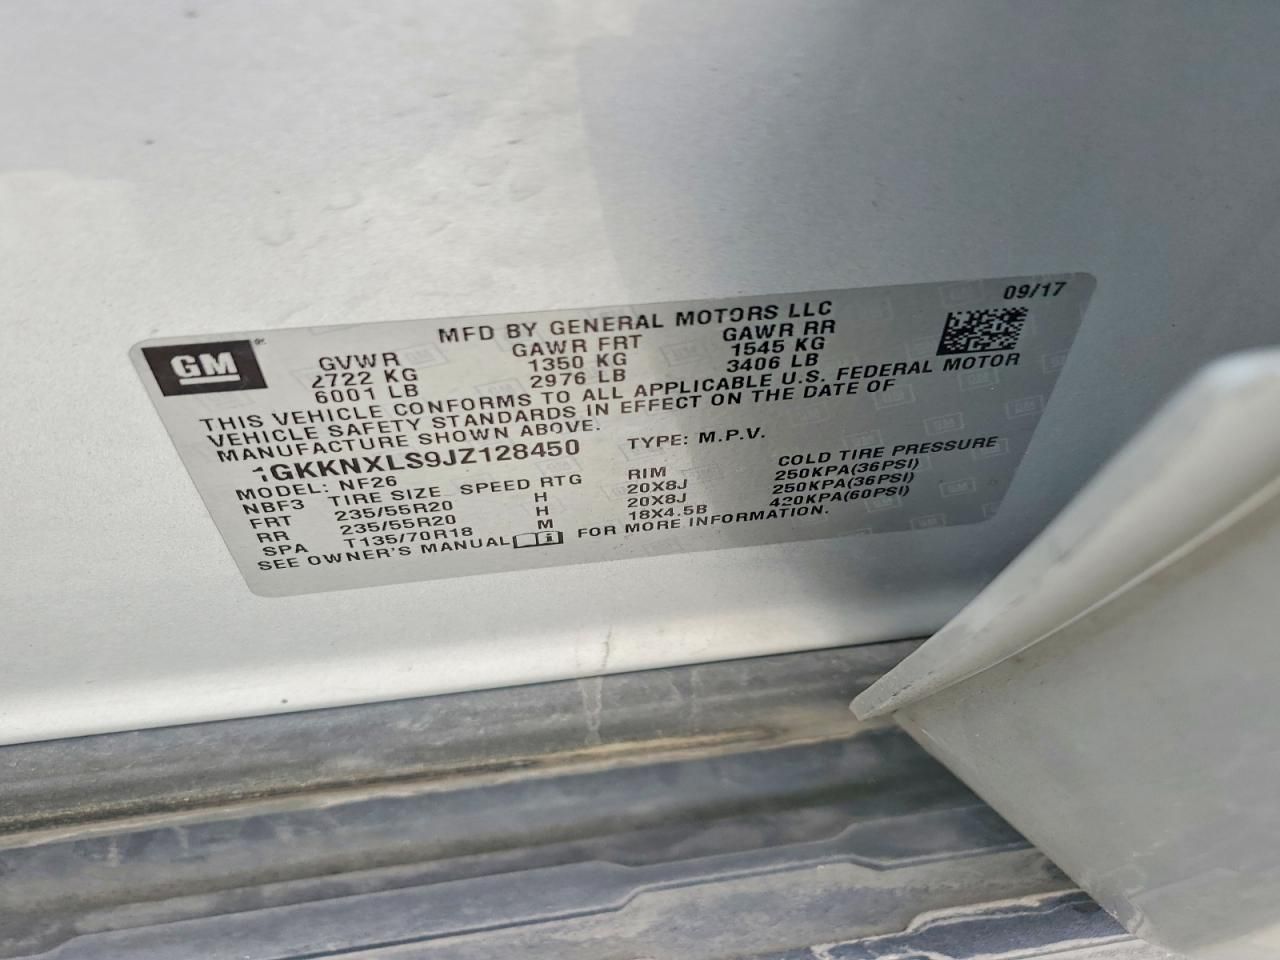 09/17
MFD BY GENERAL MOTORS LLC
GM
GVWR GAWR FRT GAWR RR
2722 KG 1350 KG 1545 KG
6001 LB 2976 LB 3406 LB
THIS VEHICLE CONFORMS TO ALL APPLICABLE U.S. FEDERAL MOTOR
VEHICLE SAFETY STANDARDS IN EFFECT ON THE DATE OF
MANUFACTURE SHOWN ABOVE.
1GKKNXLS9JZ128450 TYPE: M.P.V.
MODEL: NF26
NBF3 TIRE SIZE SPEED RTG RIM COLD TIRE PRESSURE
FRT 235/55R20 H 20X8J 250KPA(36PSI)
RR 235/55R20 H 20X8J 250KPA(36PSI)
SPA T135/70R18 M 18X4.5B 420KPA(60PSI)
SEE OWNER'S MANUAL i FOR MORE INFORMATION.